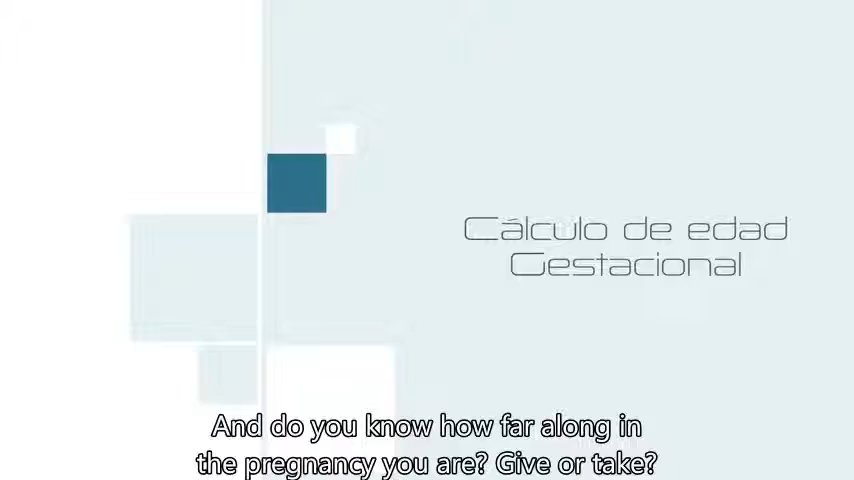 Cálculo de edad
Gestacional
And do you know how far along in
the pregnancy you are? Give or take?